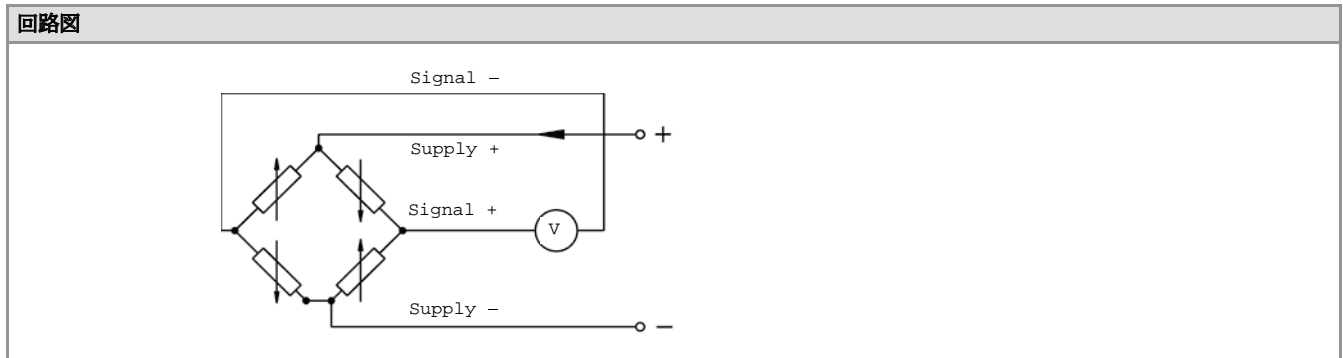 回路図
Signal −
+
Supply +
Signal +
V
Supply −
−